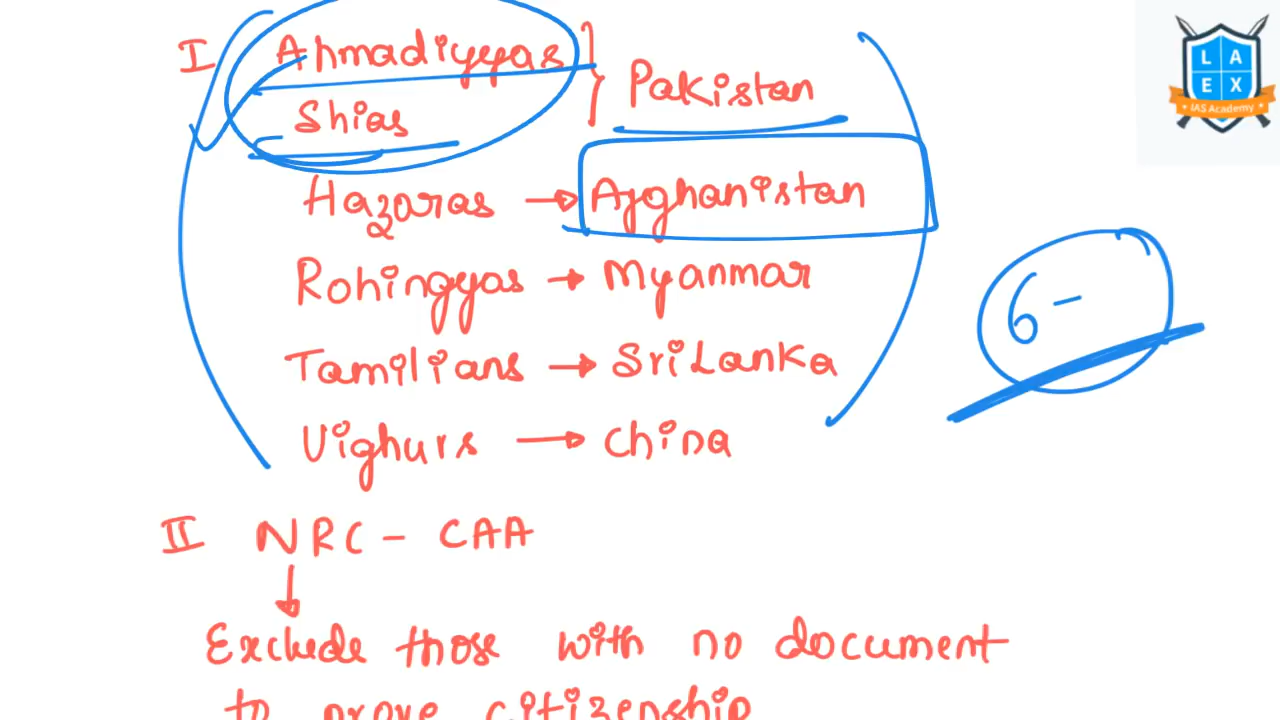 I Ahmadiyyas
Shias
} Pakistan
Hazaras → Afghanistan
Rohingyas → Myanmar
Tamilians → SriLanka
Uighurs → China
6 -
II NRC - CAA
↓
Exclude those with no document
to prove citizenship
L A
E X
IAS Academy